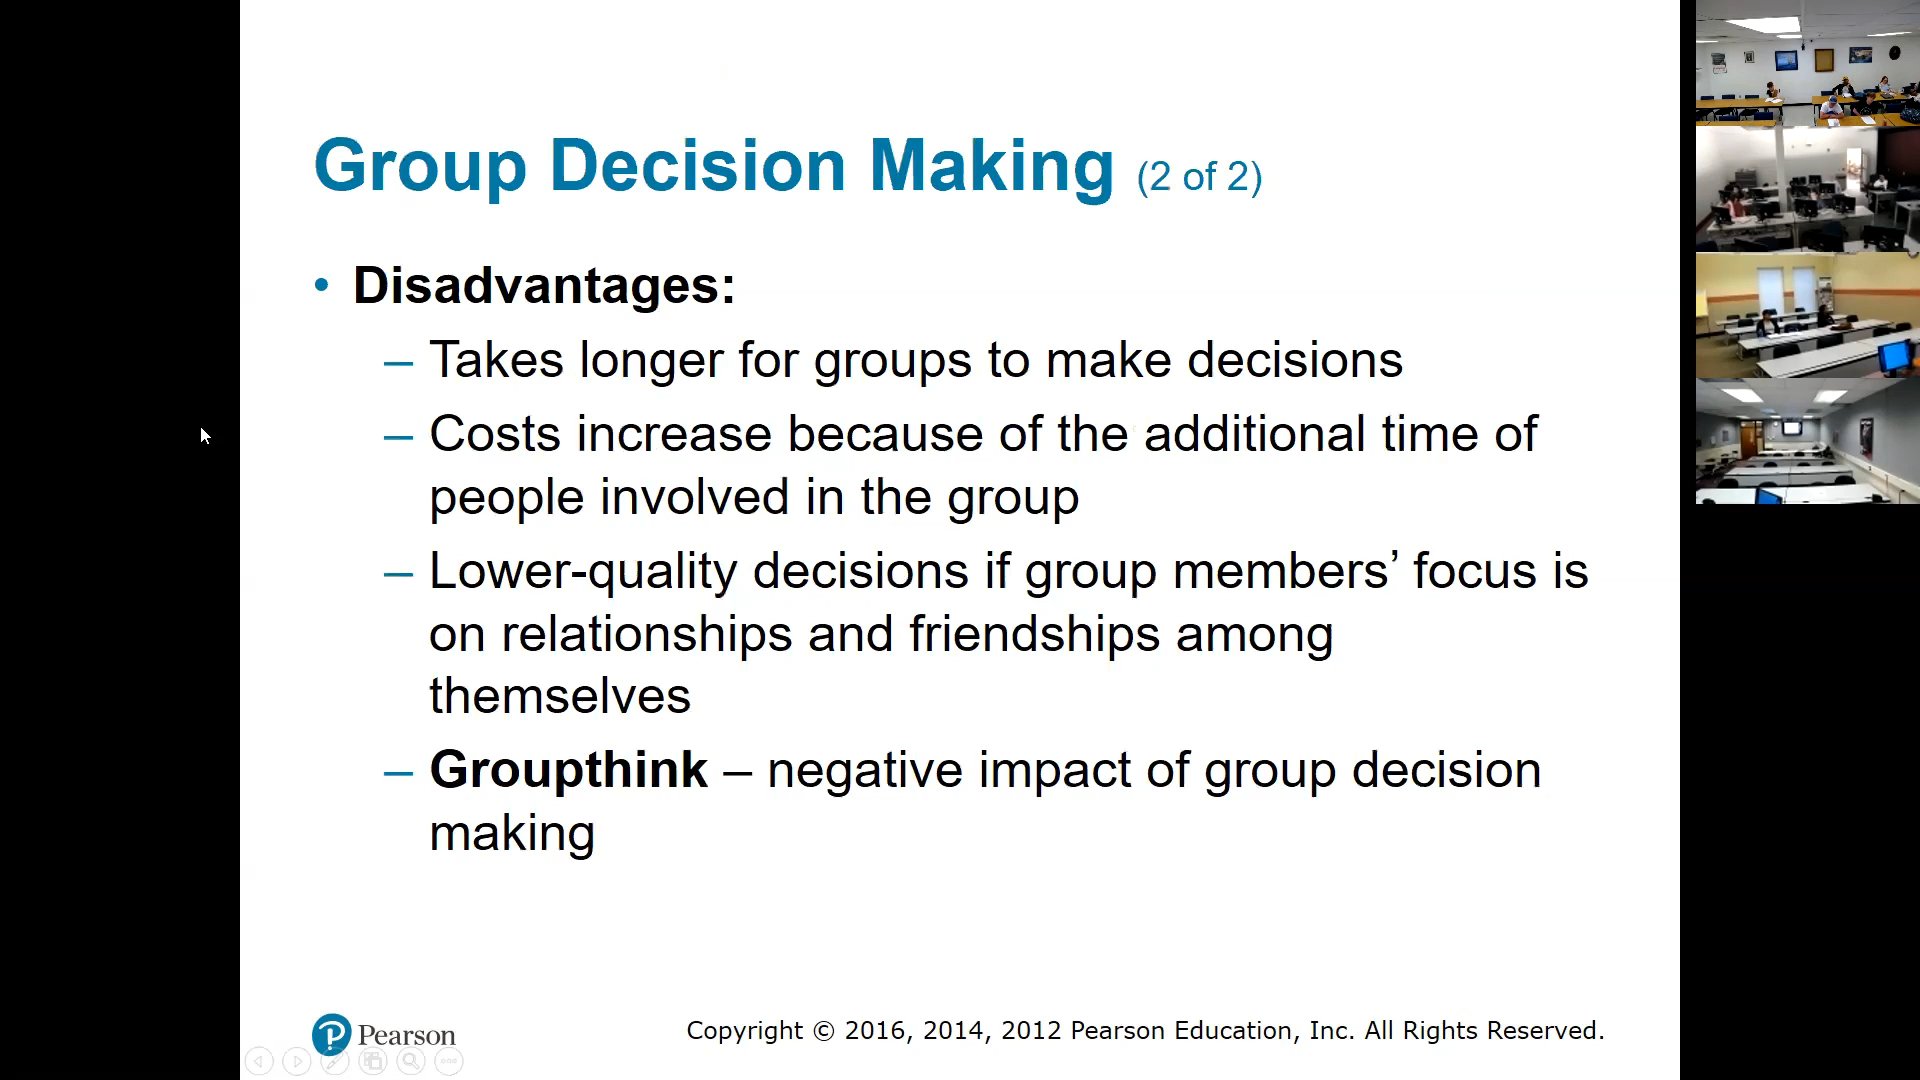 Group Decision Making (2 of 2)
• Disadvantages:
– Takes longer for groups to make decisions
– Costs increase because of the additional time of
people involved in the group
– Lower-quality decisions if group members’ focus is
on relationships and friendships among
themselves
– Groupthink – negative impact of group decision
making
Pearson
Copyright © 2016, 2014, 2012 Pearson Education, Inc. All Rights Reserved.